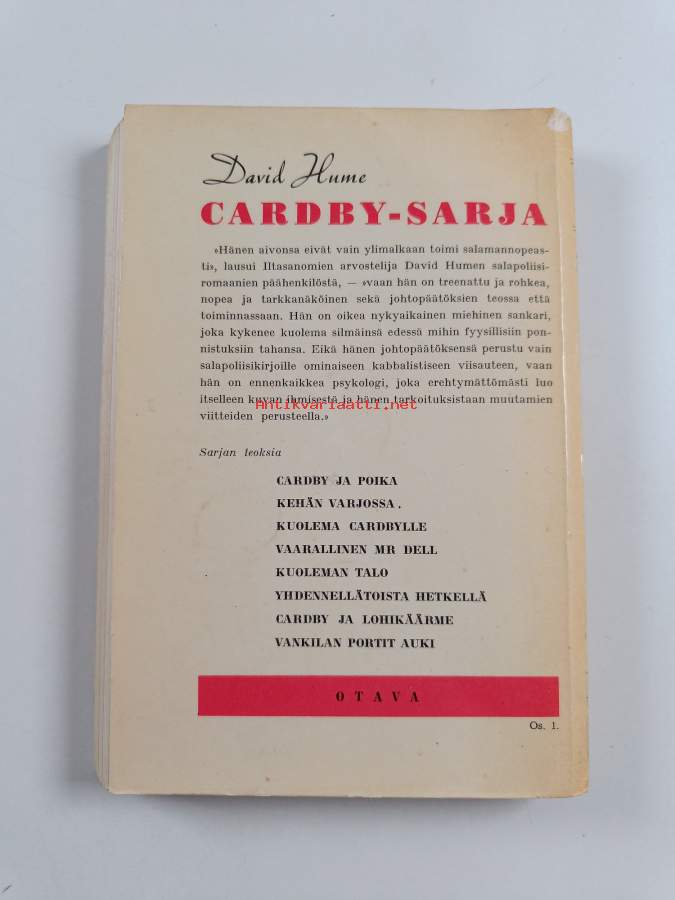 David Hume
CARDBY-SARJA
»Hänen aivonsa eivät vain ylimalkaan toimi salamannopeas-
ti», lausui Iltasanomien arvostelija David Humen salapoliisi-
romaanien päähenkilöstä, — »vaan hän on treenattu ja rohkea,
nopea ja tarkkanäköinen sekä johtopäätöksien teossa että
toiminnassaan. Hän on oikea nykyaikainen miehinen sankari,
joka kykenee kuolema silmäinsä edessä mihin fyysillisiin pon-
nistuksiin tahansa. Eikä hänen johtopäätöksensä perustu vain
salapoliisikirjoille ominaiseen kabbalistiseen viisauteen, vaan
hän on ennenkaikkea psykologi, joka erehtymättömästi luo
itselleen kuvan ihmisestä ja hänen tarkoituksistaan muutamien
Antikvariaatti.net
viitteiden perusteella.»
Sarjan teoksia
CARDBY JA POIKA
KEHÄN VARJOSSA.
KUOLEMA CARDBYLLE
VAARALLINEN MR DELL
KUOLEMAN TALO
YHDENNELLÄTOISTA HETKELLÄ
CARDBY JA LOHIKÄÄRME
VANKILAN PORTIT AUKI
OTAVA
Os. 1.